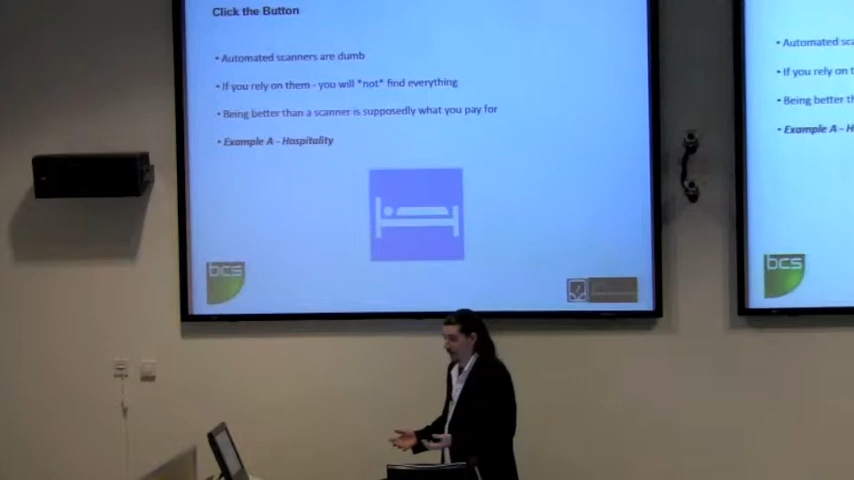 Click the Button
• Automated scanners are dumb
• If you rely on them - you will *not* find everything
• Being better than a scanner is supposedly what you pay for
• Example A - Hospitality
bcs
• Automated sca
• If you rely on t
• Being better th
• Example A - H
bcs